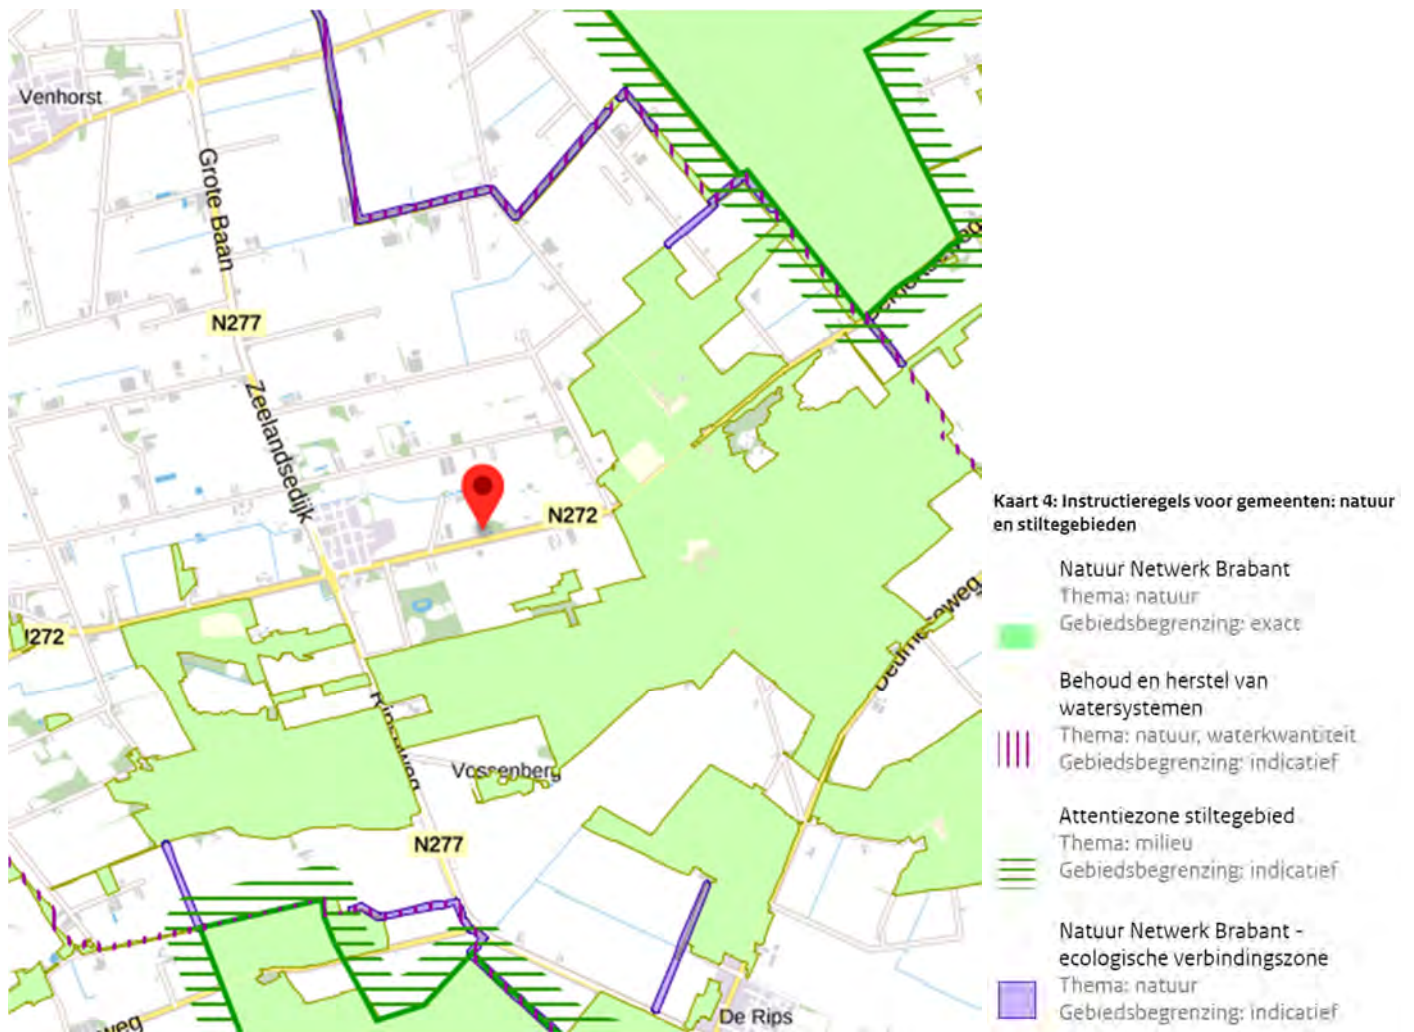 Venhorst
Grote Baan
N277
Zeelandsedijk
N272
N272
Ripsweg
Vossenberg
N277
De Rips
weg
Kaart 4: Instructieregels voor gemeenten: natuur
en stiltegebieden
Natuur Netwerk Brabant
Thema: natuur
Gebiedsbegrenzing: exact
Behoud en herstel van
watersystemen
Thema: natuur, waterkwantiteit
Gebiedsbegrenzing: indicatief
Attentiezone stiltegebied
Thema: milieu
Gebiedsbegrenzing: indicatief
Natuur Netwerk Brabant -
ecologische verbindingszone
Thema: natuur
Gebiedsbegrenzing: indicatief